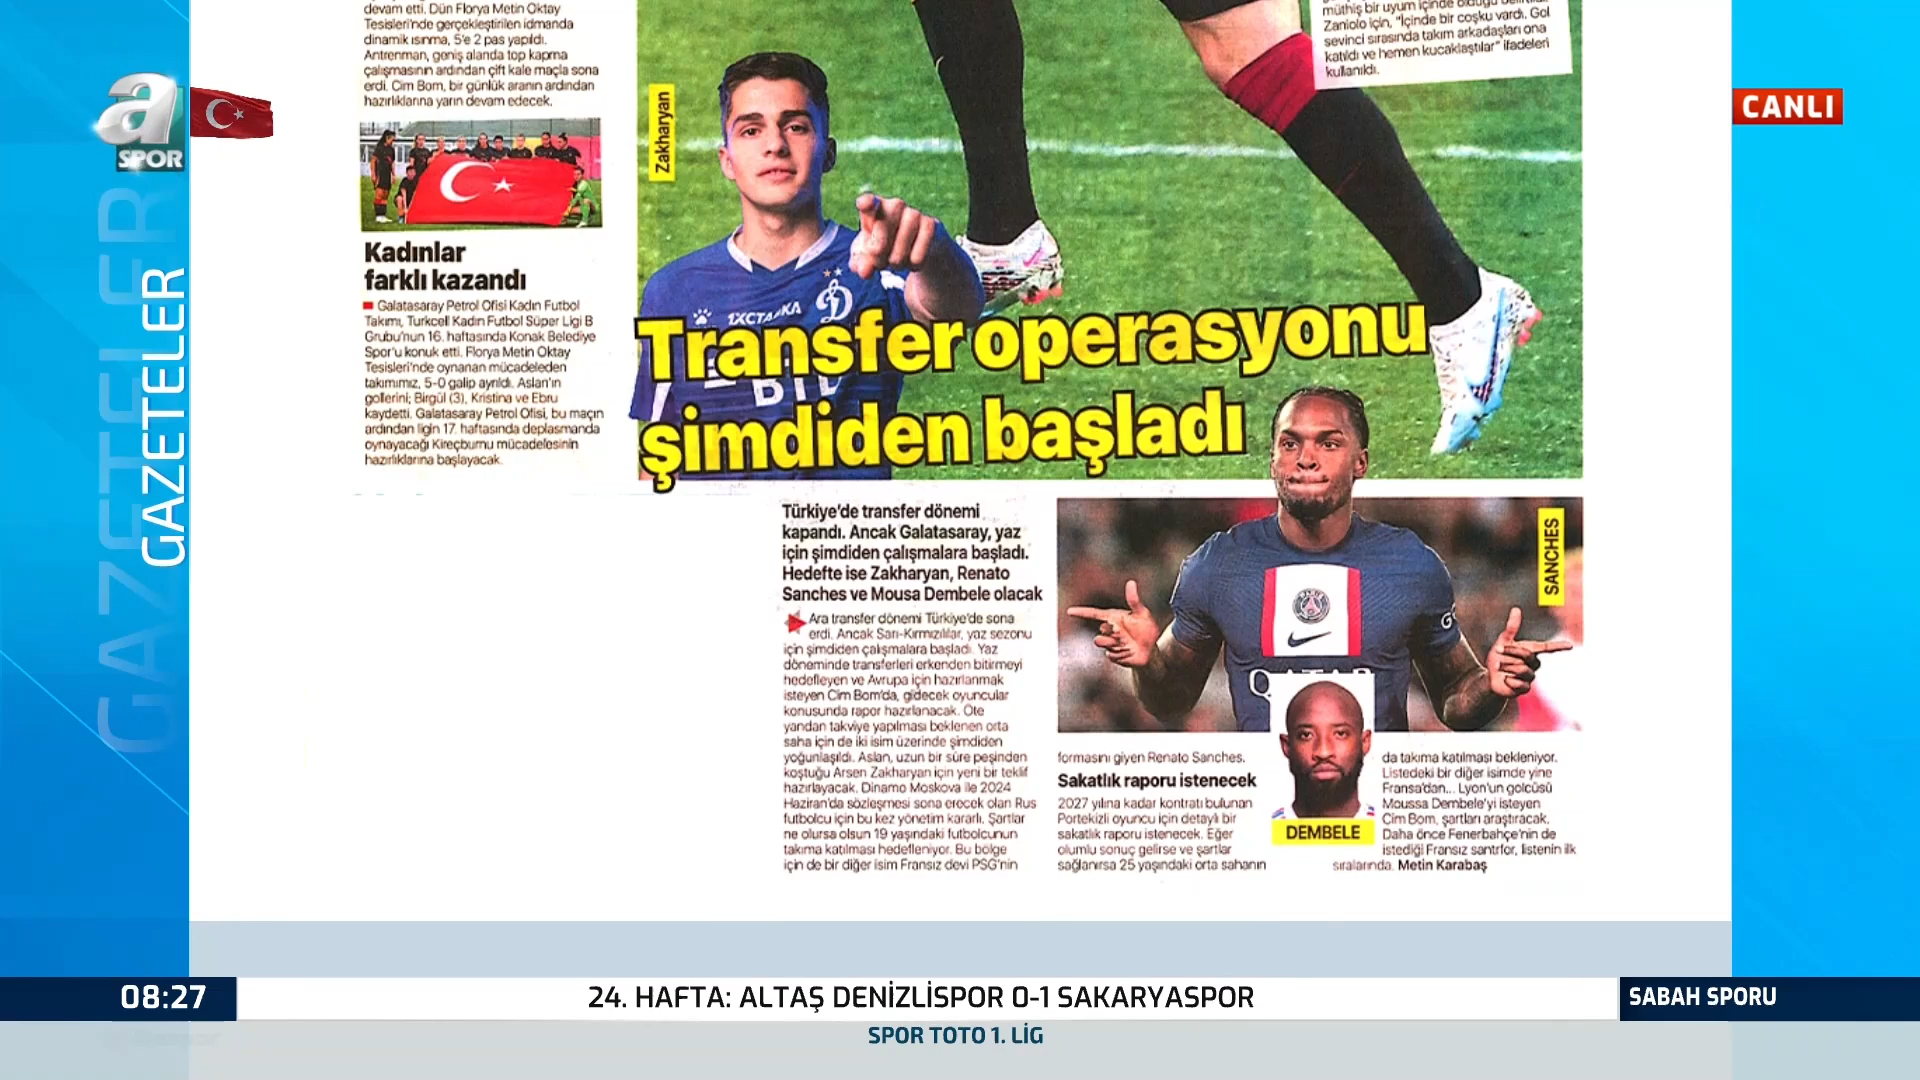 devam etti. Dün Florya Metin Oktay
Tesisleri'nde gerçekleştirilen idmanda
dinamik ısınma, 5'e 2 pas yapıldı.
Antrenman, geniş alanda top kapma
çalışmasının ardından çift kale maçla sona
erdi. Cim Bom, bir günlük aranın ardından
hazırlıklarına yarın devam edecek.
Kadınlar
farklı kazandı
Galatasaray Petrol Ofisi Kadın Futbol
Takımı, Turkcell Kadın Futbol Süper Ligi B
Grubu'nun 16. haftasında Konak Belediye
Spor'u konuk etti. Florya Metin Oktay
Tesisleri'nde oynanan mücadeleden
takımımız, 5-0 galip ayrıldı. Aslan'ın
gollerini; Birgül (3), Kristina ve Ebru
kaydetti. Galatasaray Petrol Ofisi, bu maçın
ardından ligin 17. haftasında deplasmanda
oynayacağı Kireçburnu mücadelesinin
hazırlıklarına başlayacak.
müthiş bir uyum içinde olduğu
Zaniolo için, "İçinde bir coşku vardı. Gol
sevinci sırasında takım arkadaşları ona
katıldı ve hemen kucaklaştılar" ifadeleri
kullanıldı.
Zakharyan
1XСТАВКА
Transfer operasyonu
şimdiden başladı
Türkiye'de transfer dönemi
kapandı. Ancak Galatasaray, yaz
için şimdiden çalışmalara başladı.
Hedefte ise Zakharyan, Renato
Sanches ve Mousa Dembele olacak
Ara transfer dönemi Türkiye'de sona
erdi. Ancak Sarı-Kırmızılılar, yaz sezonu
için şimdiden çalışmalara başladı. Yaz
döneminde transferleri erkenden bitirmeyi
hedefleyen ve Avrupa için hazırlanmak
isteyen Cim Bom'da, gidecek oyuncular
konusunda rapor hazırlanacak. Öte
yandan takviye yapılması beklenen orta
saha için de iki isim üzerinde şimdiden
yoğunlaşıldı. Aslan, uzun bir süre peşinden
koştuğu Arsen Zakharyan için yeni bir teklif
hazırlayacak. Dinamo Moskova ile 2024
Haziran'da sözleşmesi sona erecek olan Rus
futbolcu için bu kez yönetim kararlı. Şartlar
ne olursa olsun 19 yaşındaki futbolcunun
takıma katılması hedefleniyor. Bu bölge
için de bir diğer isim Fransız devi PSG'nin
SANCHES
formasını giyen Renato Sanches.
Sakatlık raporu istenecek
2027 yılına kadar kontratı bulunan
Portekizli oyuncu için detaylı bir
sakatlık raporu istenecek. Eğer
olumlu sonuç gelirse ve şartlar
sağlanırsa 25 yaşındaki orta sahanın
DEMBELE
da takıma katılması bekleniyor.
Listedeki bir diğer isimde yine
Fransa'dan... Lyon'un golcüsü
Moussa Dembele'yi isteyen
Cim Bom, şartları araştıracak.
Daha önce Fenerbahçe'nin de
istediği Fransız santrfor, listenin ilk
sıralarında. Metin Karabaş
a SPOR
GAZETELER
GAZETELER
CANLI
08:27
24. HAFTA: ALTAŞ DENİZLİSPOR 0-1 SAKARYASPOR
SABAH SPORU
SPOR TOTO 1. LİG